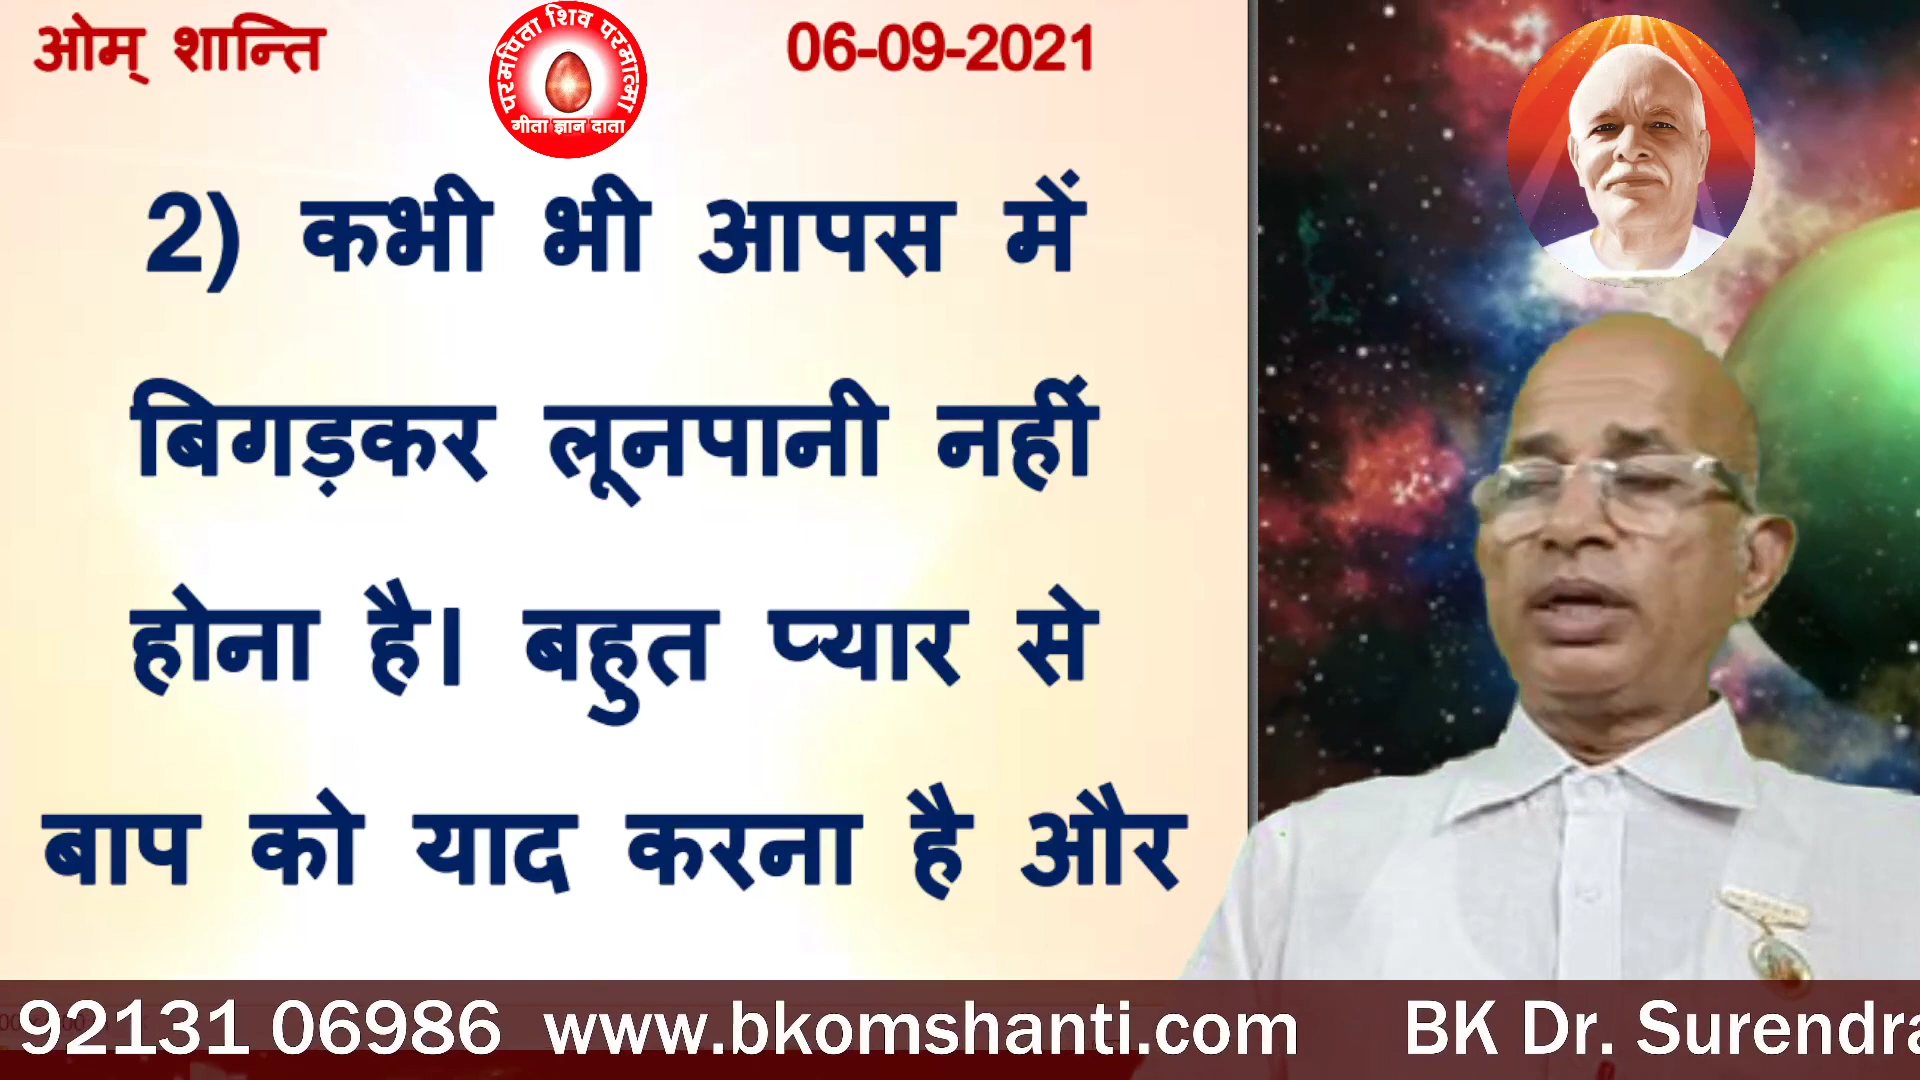 ओम् शान्ति
परमपिता शिव परमात्मा
गीता ज्ञान दाता
06-09-2021
2) कभी भी आपस में
बिगड़कर लूनपानी नहीं
होना है। बहुत प्यार से
बाप को याद करना है और
92131 06986 www.bkomshanti.com BK Dr. Surendra